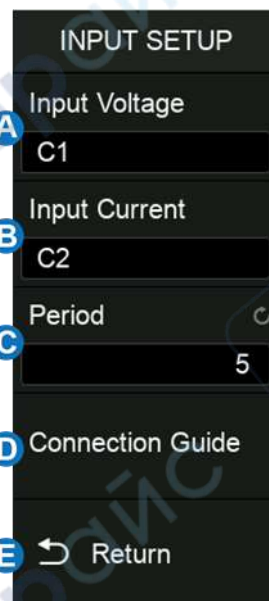 INPUT SETUP
Input Voltage
A
C1
Input Current
B
C2
Period
C
5
D Connection Guide
E Return